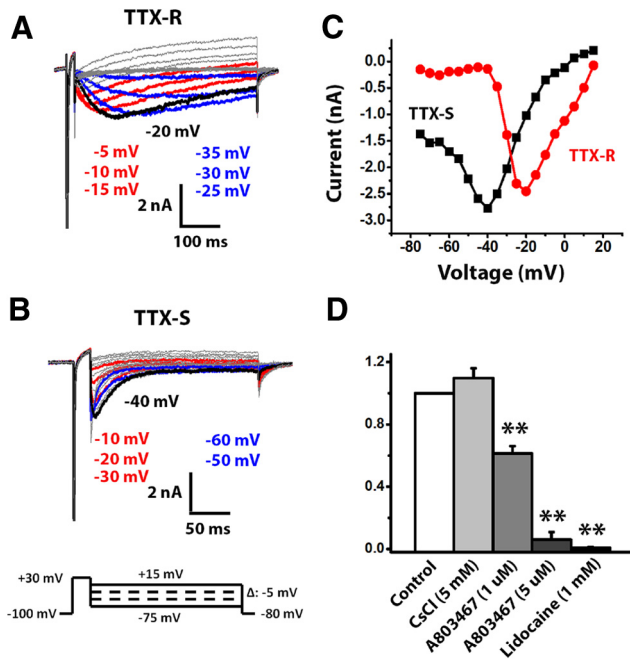 A
TTX-R
-20 mV
-5 mV
-10 mV
-15 mV
-35 mV
-30 mV
-25 mV
2 nA
100 ms
B
TTX-S
-40 mV
-10 mV
-20 mV
-30 mV
-60 mV
-50 mV
2 nA
50 ms
+30 mV
+15 mV
Δ: -5 mV
-100 mV
-75 mV
-80 mV
C
0.0
-0.5
-1.0
-1.5
-2.0
-2.5
-3.0
Current (nA)
TTX-S
TTX-R
-80 -60 -40 -20 0 20
Voltage (mV)
D
1.2
0.8
0.4
0.0
**
**
**
Control
CsCl (5 mM)
A803467 (1 uM)
A803467 (5 uM)
Lidocaine (1 mM)